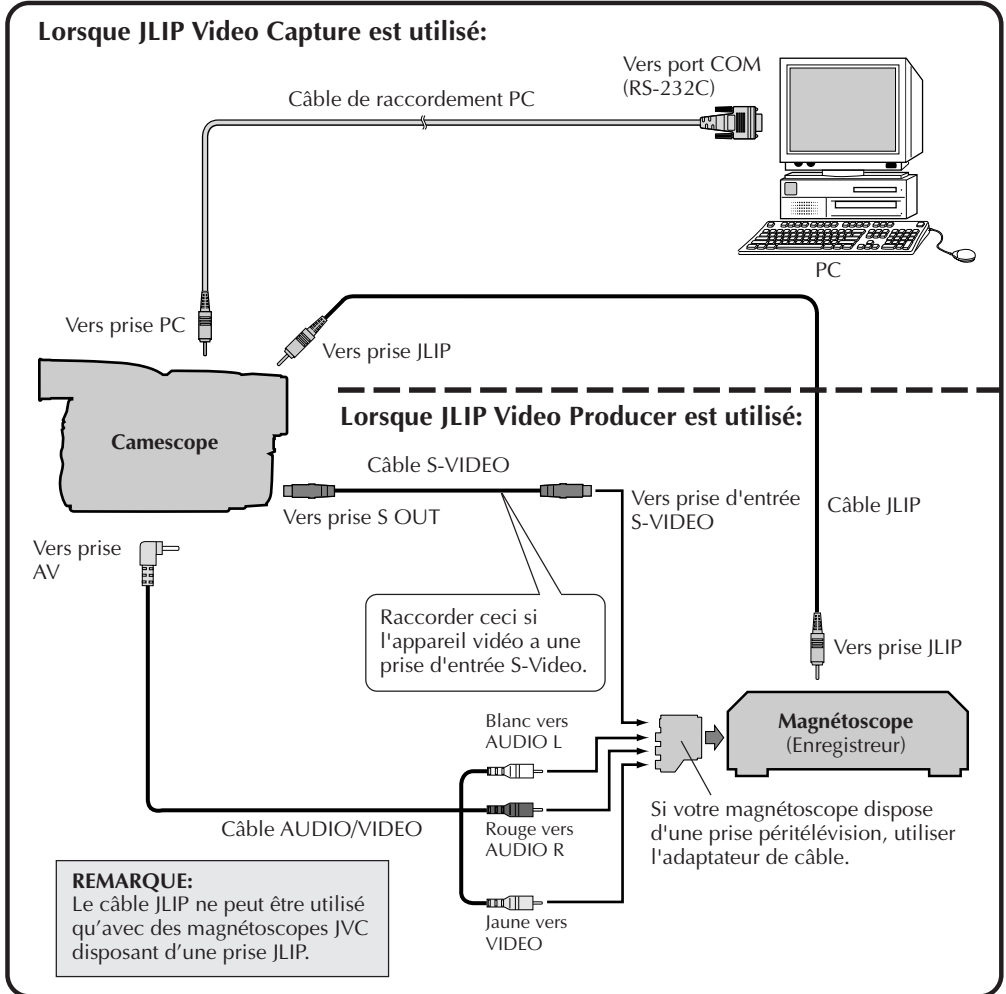 Lorsque JLIP Video Capture est utilisé:
Vers port COM
(RS-232C)
Câble de raccordement PC
PC
Vers prise PC
Vers prise JLIP
Camescope
Lorsque JLIP Video Producer est utilisé:
Câble S-VIDEO
Vers prise S OUT
Vers prise d'entrée
S-VIDEO
Câble JLIP
Vers prise
AV
Raccorder ceci si
l'appareil vidéo a une
prise d'entrée S-Video.
Vers prise JLIP
Blanc vers
AUDIO L
Magnétoscope
(Enregistreur)
Câble AUDIO/VIDEO
Rouge vers
AUDIO R
Si votre magnétoscope dispose
d'une prise péritélévision, utiliser
l'adaptateur de câble.
Jaune vers
VIDEO
REMARQUE:
Le câble JLIP ne peut être utilisé
qu’avec des magnétoscopes JVC
disposant d’une prise JLIP.